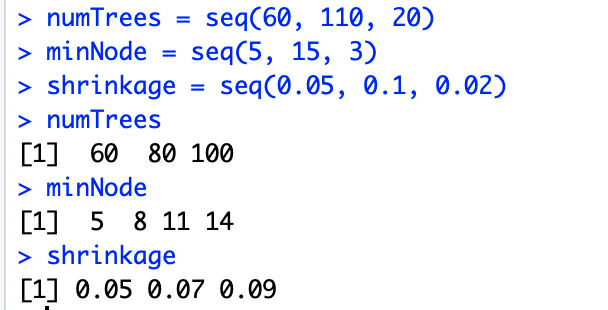 > numTrees = seq(60, 110, 20)
> minNode = seq(5, 15, 3)
> shrinkage = seq(0.05, 0.1, 0.02)
> numTrees
[1]  60  80 100
> minNode
[1]  5  8 11 14
> shrinkage
[1] 0.05 0.07 0.09